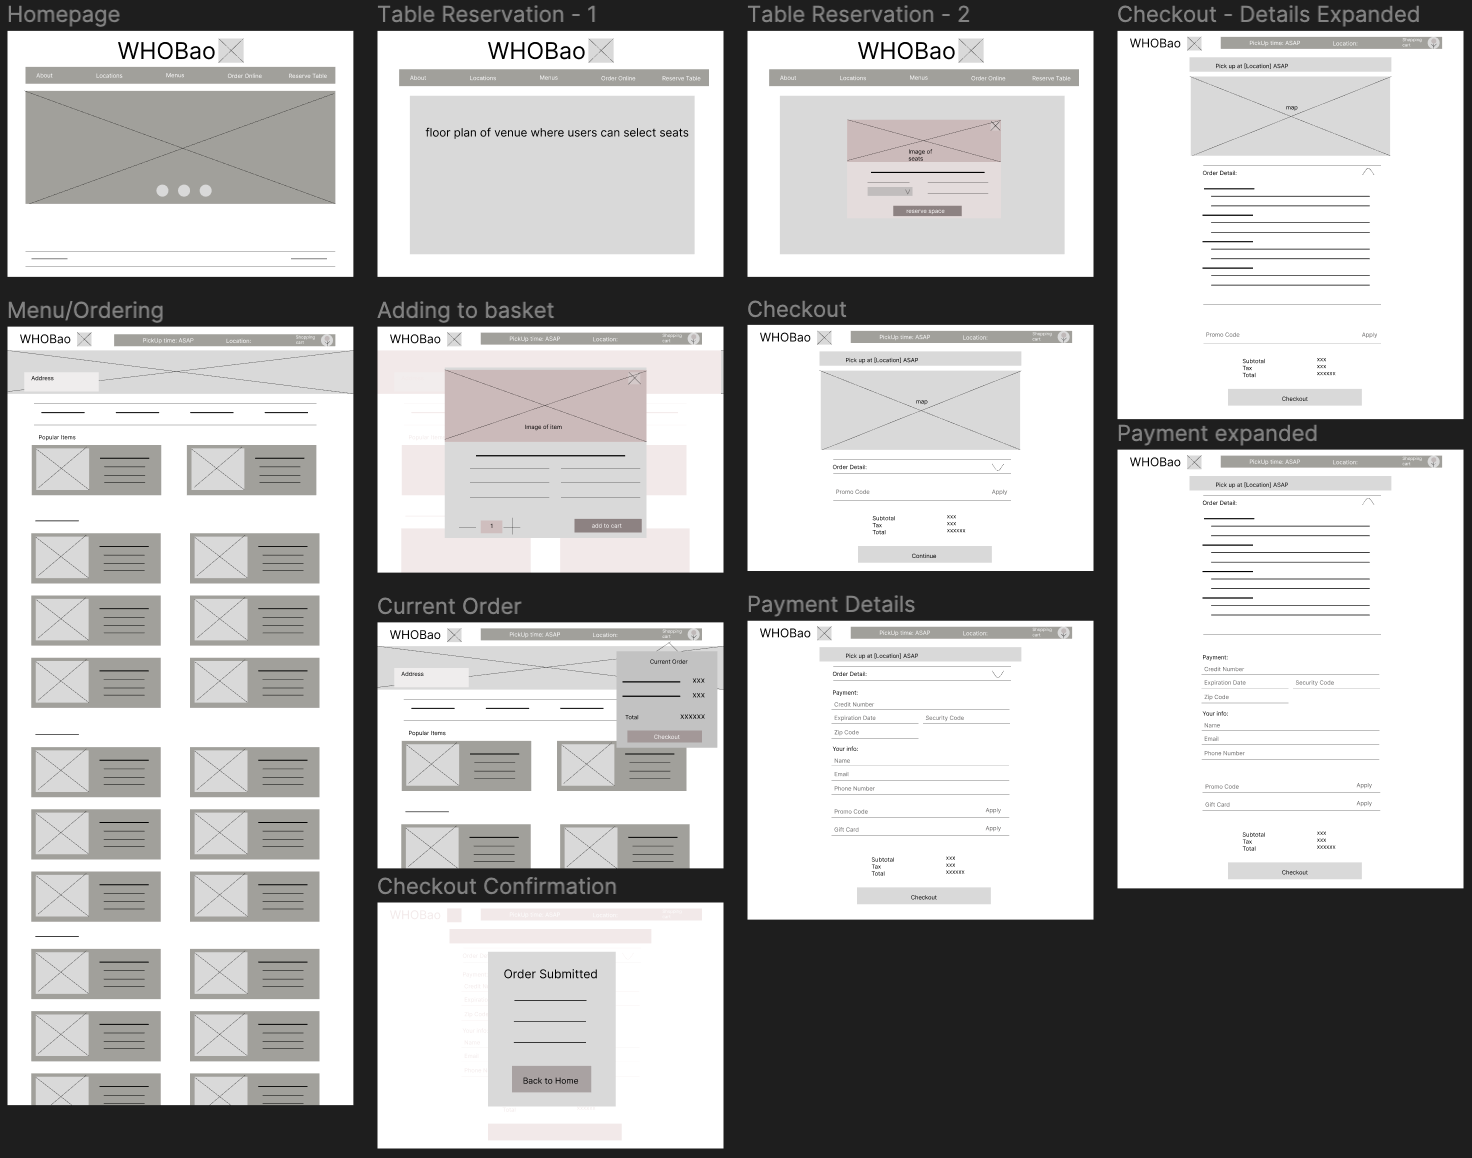 Homepage
WHOBao
About Locations Menus Order Online Reserve Table
Table Reservation - 1
WHOBao
About Locations Menus Order Online Reserve Table
floor plan of venue where users can select seats
Table Reservation - 2
WHOBao
About Locations Menus Order Online Reserve Table
Image of
seats
reserve space
Checkout - Details Expanded
WHOBao PickUp time: ASAP Location: Shopping
cart
Pick up at [Location] ASAP
map
Order Detail:
Promo Code Apply
Subtotal xxx
Tax xxx
Total xxxxxx
Checkout
Menu/Ordering
WHOBao PickUp time: ASAP Location: Shopping
cart
Address
Popular Items
Adding to basket
WHOBao PickUp time: ASAP Location: Shopping
cart
Image of item
1 add to cart
Checkout
WHOBao PickUp time: ASAP Location: Shopping
cart
Pick up at [Location] ASAP
map
Order Detail:
Promo Code Apply
Subtotal xxx
Tax xxx
Total xxxxxx
Continue
Payment expanded
WHOBao PickUp time: ASAP Location: Shopping
cart
Pick up at [Location] ASAP
Order Detail:
Payment:
Credit Number
Expiration Date Security Code
Zip Code
Your info:
Name
Email
Phone Number
Promo Code Apply
Gift Card Apply
Subtotal xxx
Tax xxx
Total xxxxxx
Checkout
Current Order
WHOBao PickUp time: ASAP Location: Shopping
cart
Address
Current Order
xxx
xxx
Total xxxxxx
Checkout
Popular Items
Payment Details
WHOBao PickUp time: ASAP Location: Shopping
cart
Pick up at [Location] ASAP
Order Detail:
Payment:
Credit Number
Expiration Date Security Code
Zip Code
Your info:
Name
Email
Phone Number
Promo Code Apply
Gift Card Apply
Subtotal xxx
Tax xxx
Total xxxxxx
Checkout
Checkout Confirmation
WHOBao PickUp time: ASAP Location:
Order Submitted
Back to Home